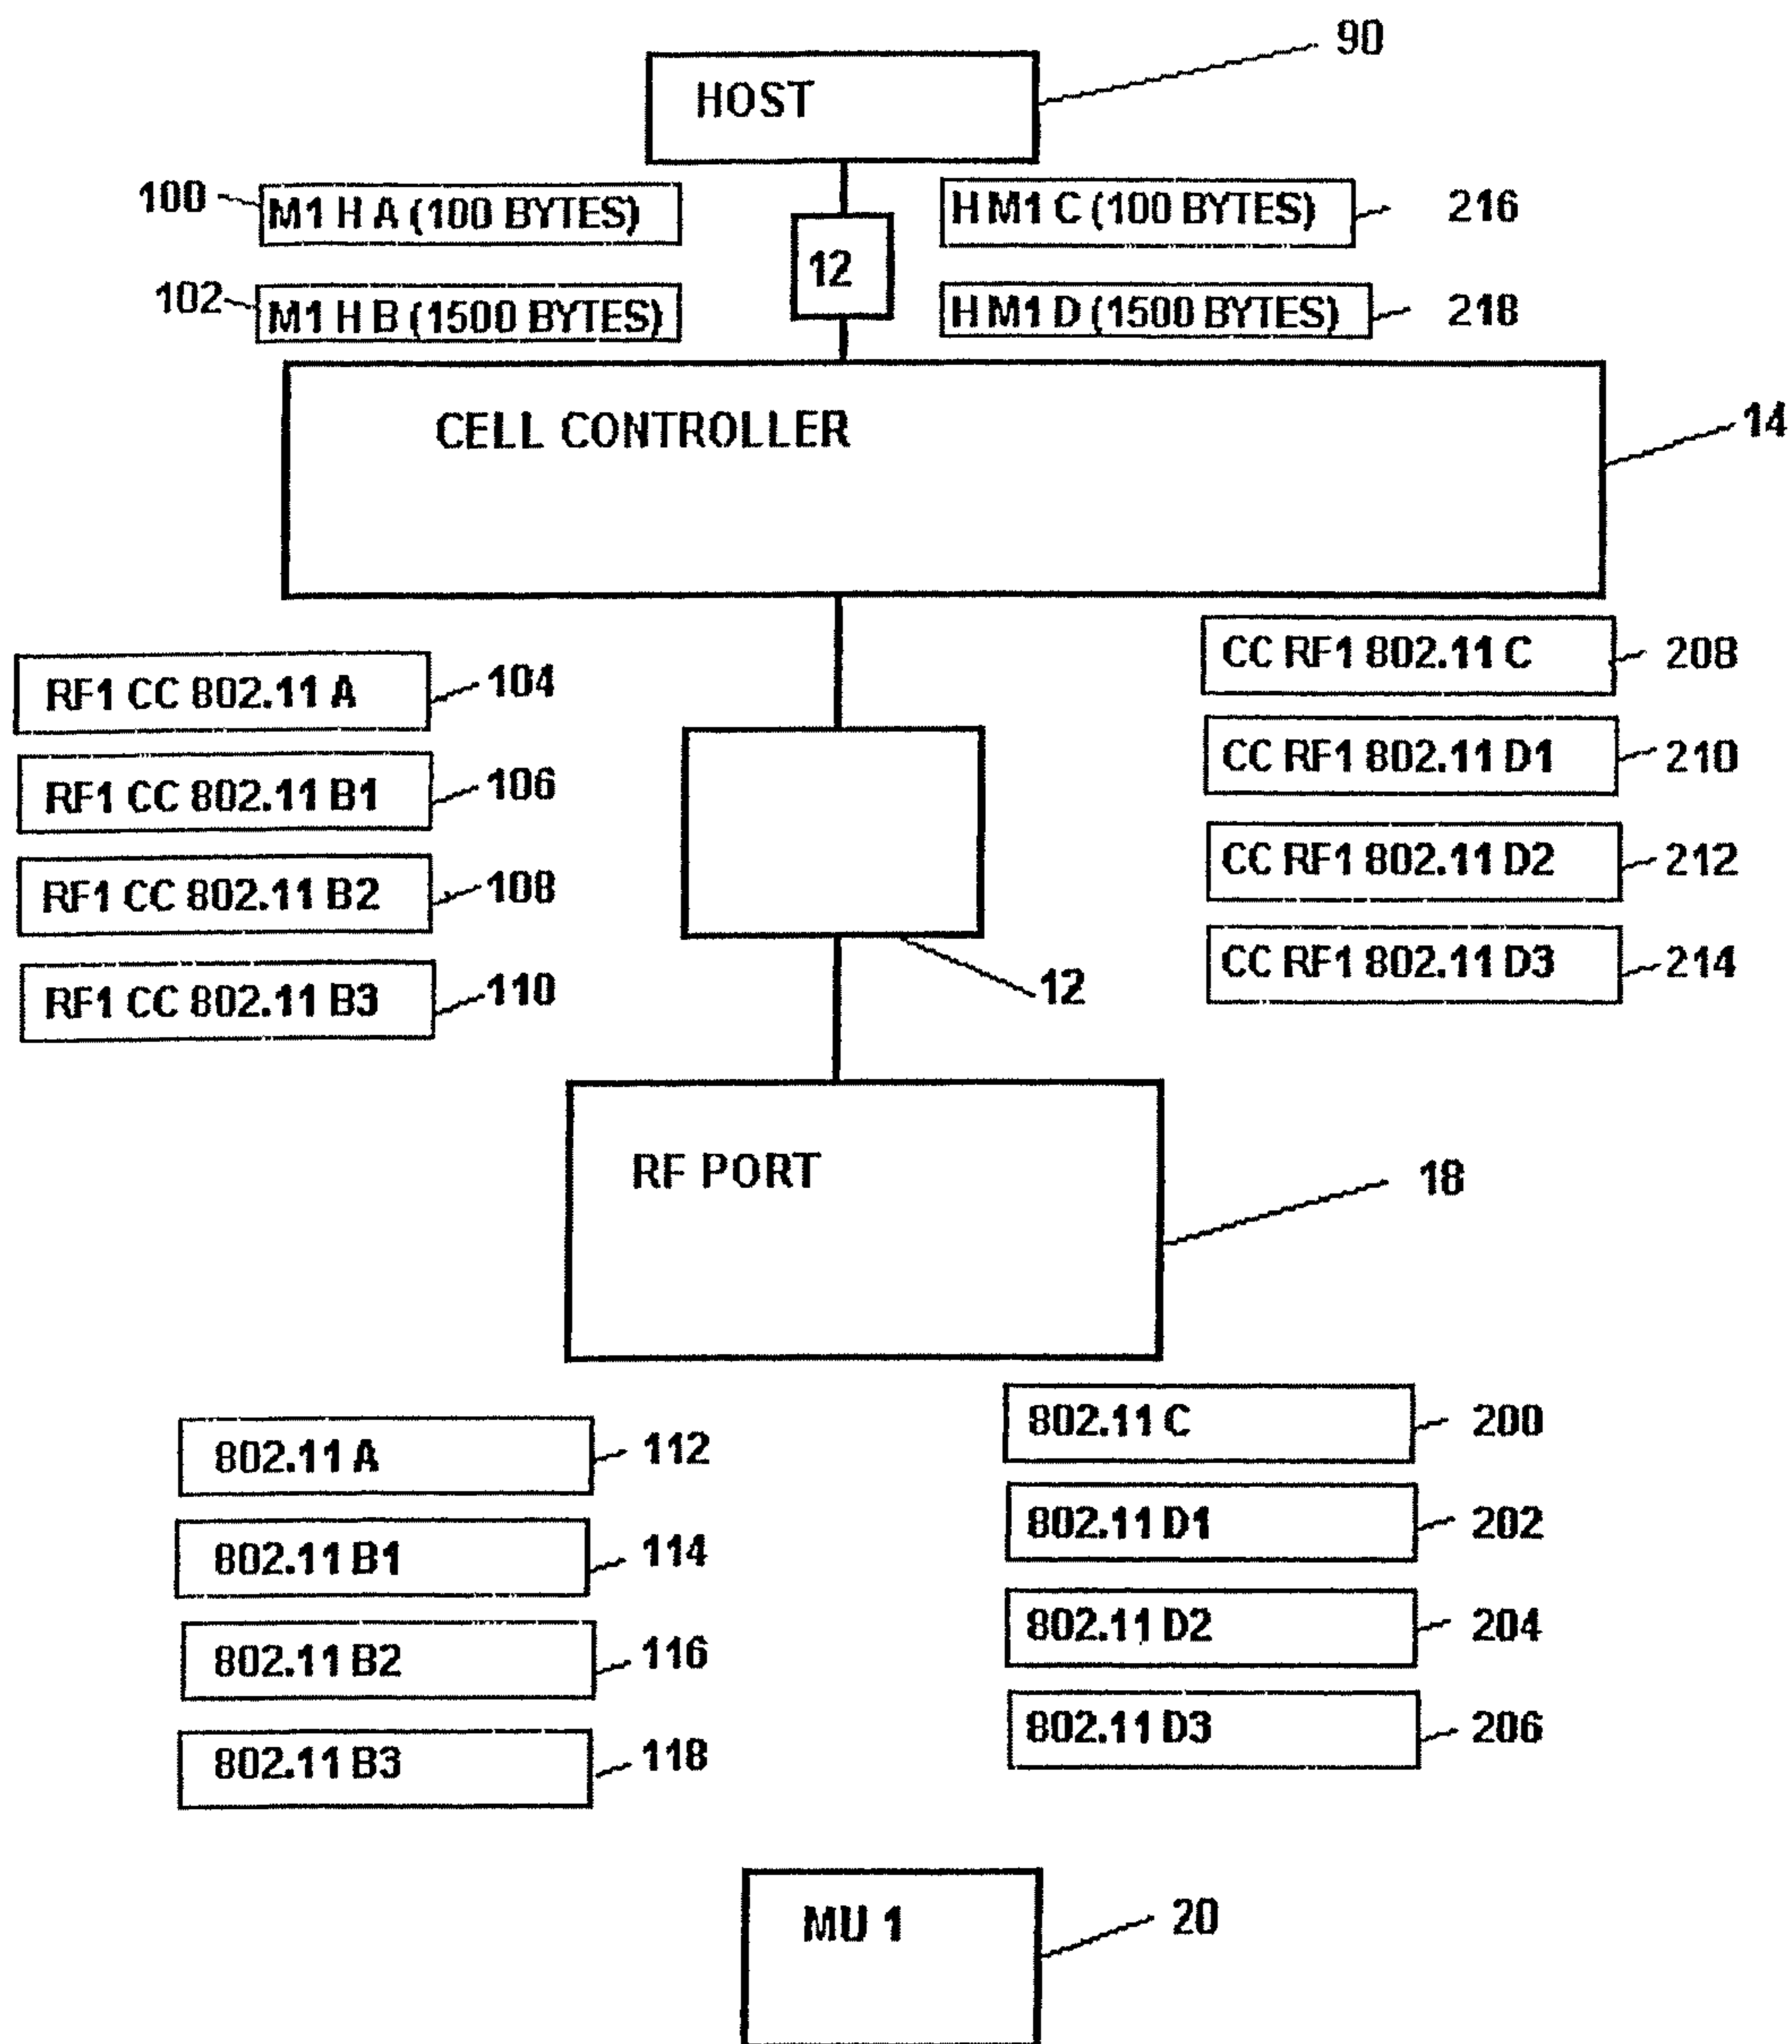 90
HOST
100 M1 H A (100 BYTES)
H M1 C (100 BYTES) 216
12
102 M1 H B (1500 BYTES)
H M1 D (1500 BYTES) 218
CELL CONTROLLER
14
RF1 CC 802.11 A 104
RF1 CC 802.11 B1 106
RF1 CC 802.11 B2 108
RF1 CC 802.11 B3 110
CC RF1 802.11 C 208
CC RF1 802.11 D1 210
CC RF1 802.11 D2 212
CC RF1 802.11 D3 214
12
RF PORT
18
802.11 A 112
802.11 B1 114
802.11 B2 116
802.11 B3 118
802.11 C 200
802.11 D1 202
802.11 D2 204
802.11 D3 206
MU 1
20